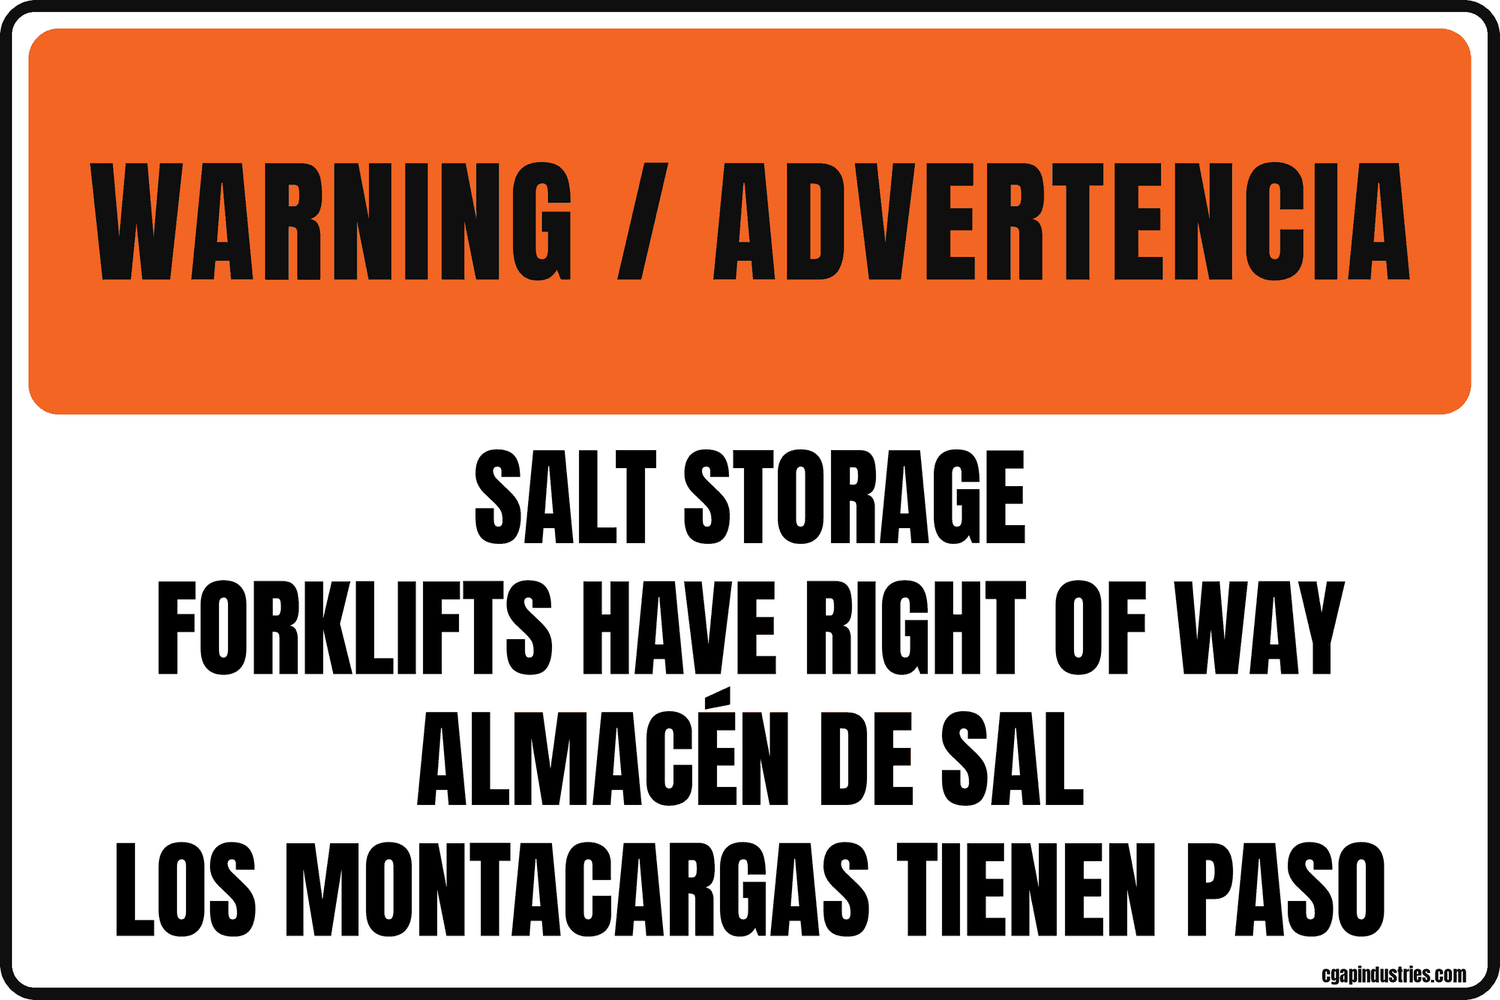 WARNING / ADVERTENCIA
SALT STORAGE
FORKLIFTS HAVE RIGHT OF WAY
ALMACÉN DE SAL
LOS MONTACARGAS TIENEN PASO
cgapindustries.com